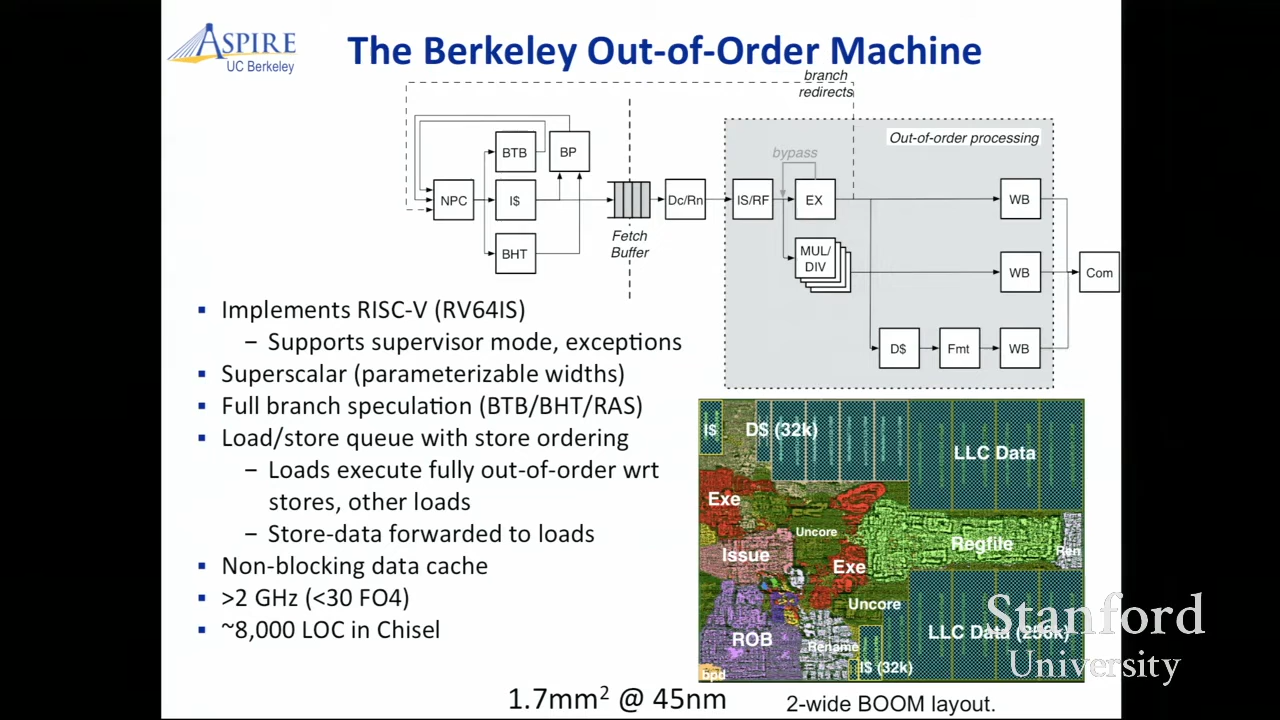 ASPIRE
UC Berkeley
The Berkeley Out-of-Order Machine
branch
redirects
Out-of-order processing
bypass
BTB
BP
NPC
I$
BHT
Fetch
Buffer
Dc/Rn
IS/RF
EX
MUL/
DIV
WB
WB
Com
D$
Fmt
WB
▪ Implements RISC-V (RV64IS)
– Supports supervisor mode, exceptions
▪ Superscalar (parameterizable widths)
▪ Full branch speculation (BTB/BHT/RAS)
▪ Load/store queue with store ordering
– Loads execute fully out-of-order wrt
stores, other loads
– Store-data forwarded to loads
▪ Non-blocking data cache
▪ >2 GHz (<30 FO4)
▪ ~8,000 LOC in Chisel
I$
D$ (32k)
LLC Data
Exe
Uncore
Regfile
Ren
Issue
Exe
Uncore
LLC Data (256k)
ROB
Rename
I$ (32k)
bpd
Stanford
University
1.7mm² @ 45nm
2-wide BOOM layout.